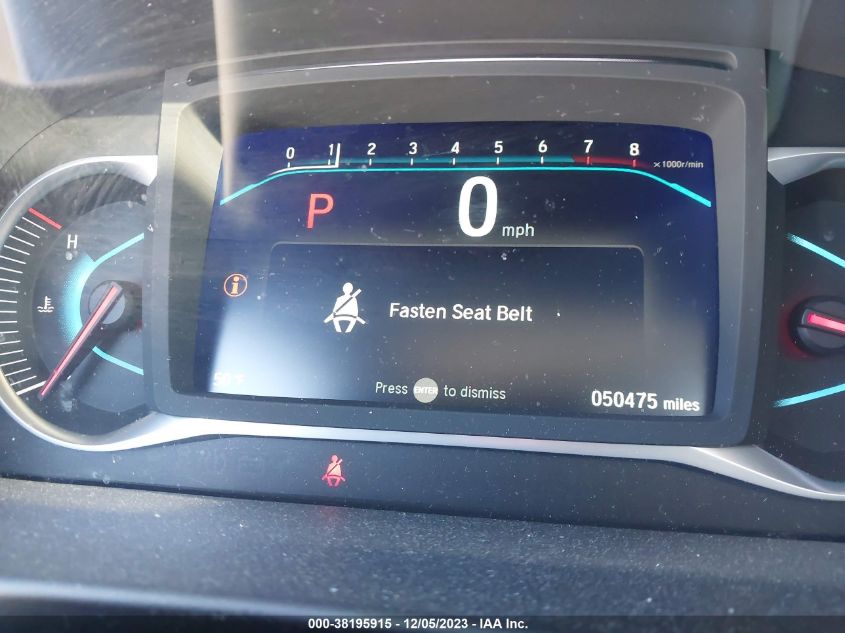 0 1 2 3 4 5 6 7 8 x1000r/min
P 0 mph
H
i
Fasten Seat Belt
Press ENTER to dismiss
050475 miles
000-38195915 - 12/05/2023 - IAA Inc.